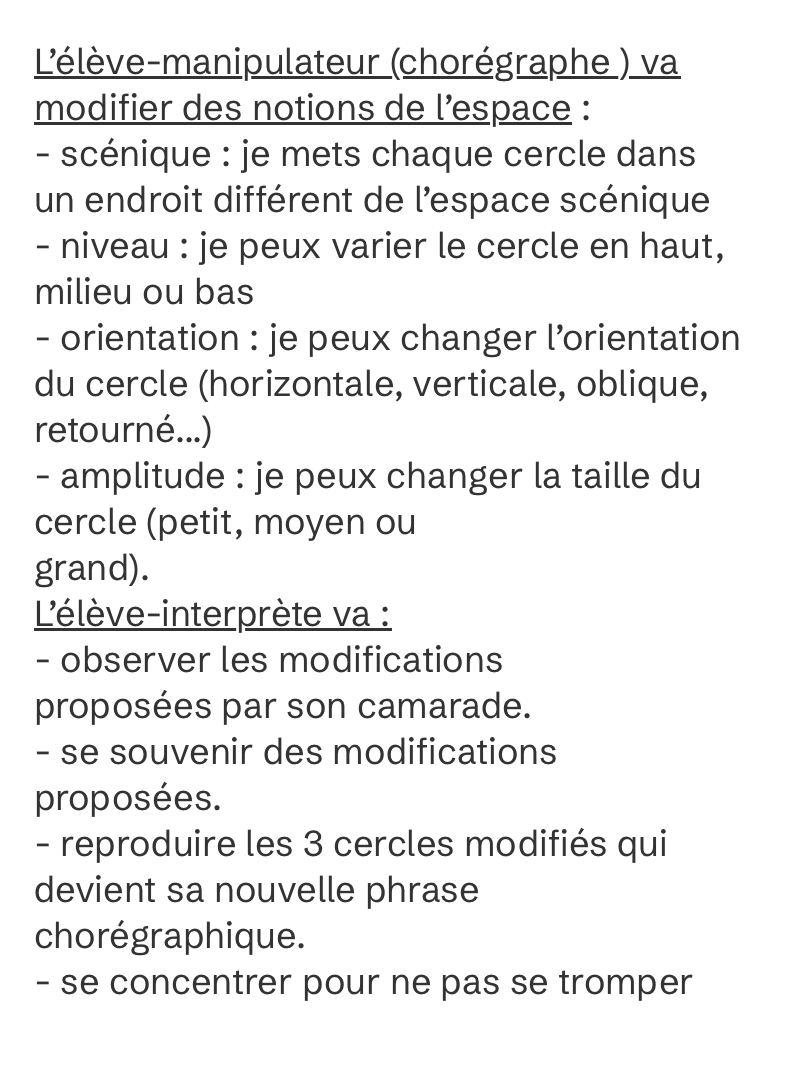 L’élève-manipulateur (chorégraphe ) va
modifier des notions de l’espace :
- scénique : je mets chaque cercle dans
un endroit différent de l’espace scénique
- niveau : je peux varier le cercle en haut,
milieu ou bas
- orientation : je peux changer l’orientation
du cercle (horizontale, verticale, oblique,
retourné...)
- amplitude : je peux changer la taille du
cercle (petit, moyen ou
grand).
L’élève-interprète va :
- observer les modifications
proposées par son camarade.
- se souvenir des modifications
proposées.
- reproduire les 3 cercles modifiés qui
devient sa nouvelle phrase
chorégraphique.
- se concentrer pour ne pas se tromper